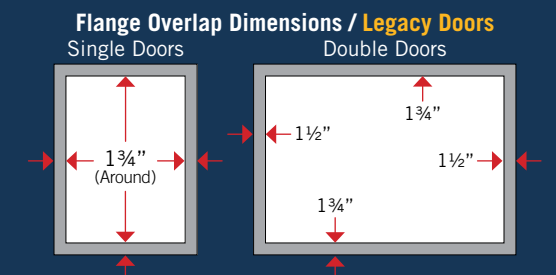 Flange Overlap Dimensions / Legacy Doors
Single Doors
Double Doors
1¾”
(Around)
1¾”
1½”
1½”
1¾”